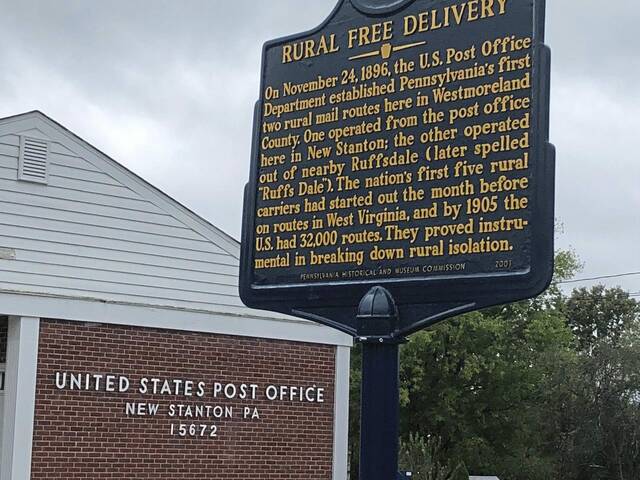 RURAL FREE DELIVERY
On November 24, 1896, the U.S. Post Office
Department established Pennsylvania's first
two rural mail routes here in Westmoreland
County. One operated from the post office
here in New Stanton; the other operated
out of nearby Ruffsdale (later spelled
"Ruffs Dale"). The nation's first five rural
carriers had started out the month before
on routes in West Virginia, and by 1905 the
U.S. had 32,000 routes. They proved instru-
mental in breaking down rural isolation.
PENNSYLVANIA HISTORICAL AND MUSEUM COMMISSION 2001
UNITED STATES POST OFFICE
NEW STANTON PA
15672